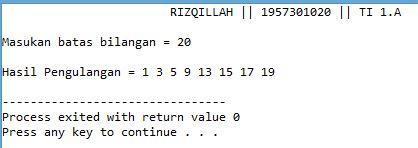 RIZQILLAH || 1957301020 || TI 1.A
Masukan batas bilangan = 20
Hasil Pengulangan = 1 3 5 9 13 15 17 19
--------------------------------
Process exited with return value 0
Press any key to continue . . .